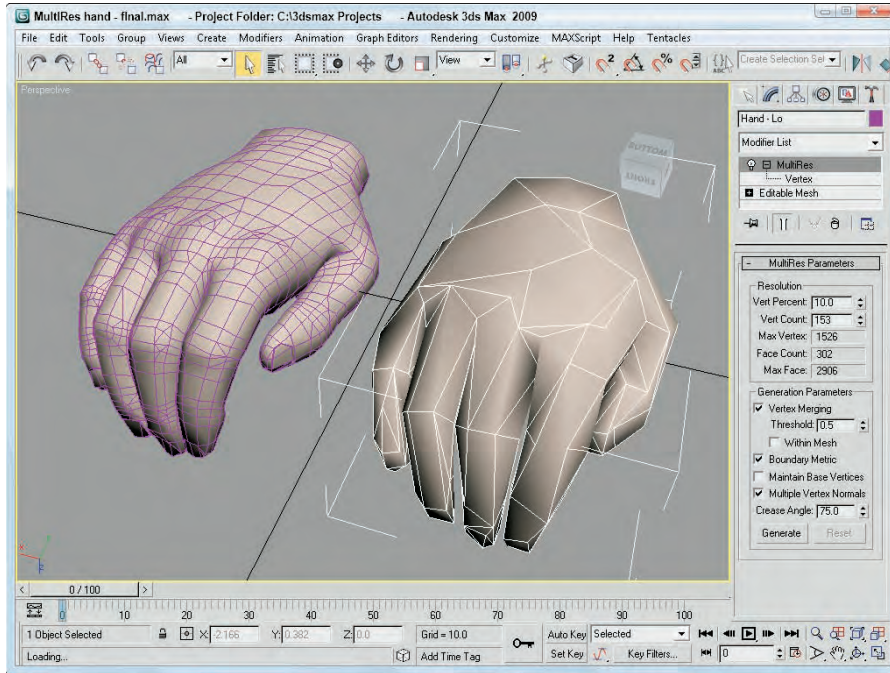 MultIRes hand - fInal.max - Project Folder: C:\3dsmax Projects - Autodesk 3ds Max 2009
File Edit Tools Group Views Create Modifiers Animation Graph Editors Rendering Customize MAXScript Help Tentacles
All View Create Selection Set
Perspective
BOTTOM
FRONT
Hand - Lo
Modifier List
MultiRes
Vertex
Editable Mesh
MultiRes Parameters
Resolution
Vert Percent: 10.0
Vert Count: 153
Max Vertex: 1526
Face Count: 302
Max Face: 2906
Generation Parameters
Vertex Merging
Threshold: 0.5
Within Mesh
Boundary Metric
Maintain Base Vertices
Multiple Vertex Normals
Crease Angle: 75.0
Generate Reset
x z
< 0 / 100 >
0 10 20 30 40 50 60 70 80 90 100
1 Object Selected X: -2.166 Y: 0.382 Z: 0.0 Grid = 10.0 Auto Key Selected
Loading... Add Time Tag Set Key Key Filters... 0